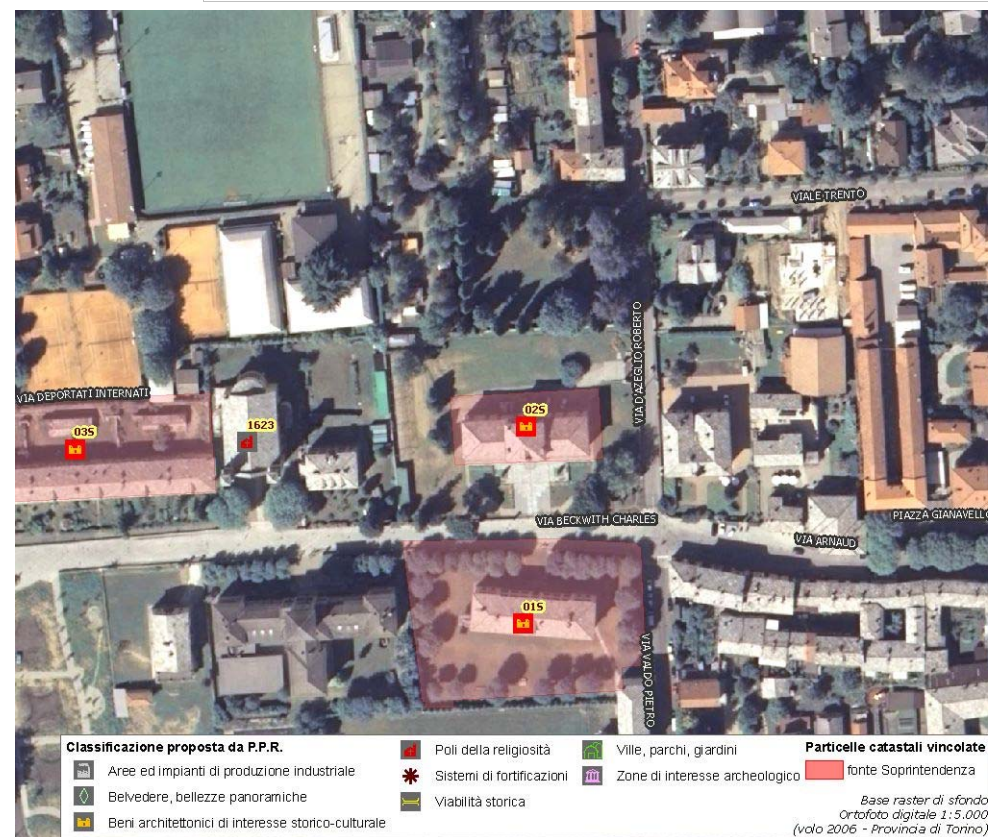 VIALE TRENTO
VIA D'AZEGLIO ROBERTO
VIA DEPORTATI INTERNATI
03S
1623
02S
PIAZZA GIANAVELLO
VIA BECKWITH CHARLES
VIA ARNAUD
01S
VIA VALDO PIETRO
Classificazione proposta da P.P.R.
Aree ed impianti di produzione industriale
Belvedere, bellezze panoramiche
Beni architettonici di interesse storico-culturale
Poli della religiosità
Sistemi di fortificazioni
Viabilità storica
Ville, parchi, giardini
Zone di interesse archeologico
Particelle catastali vincolate
fonte Soprintendenza
Base raster di sfondo
Ortofoto digitale 1:5.000
(volo 2006 - Provincia di Torino)